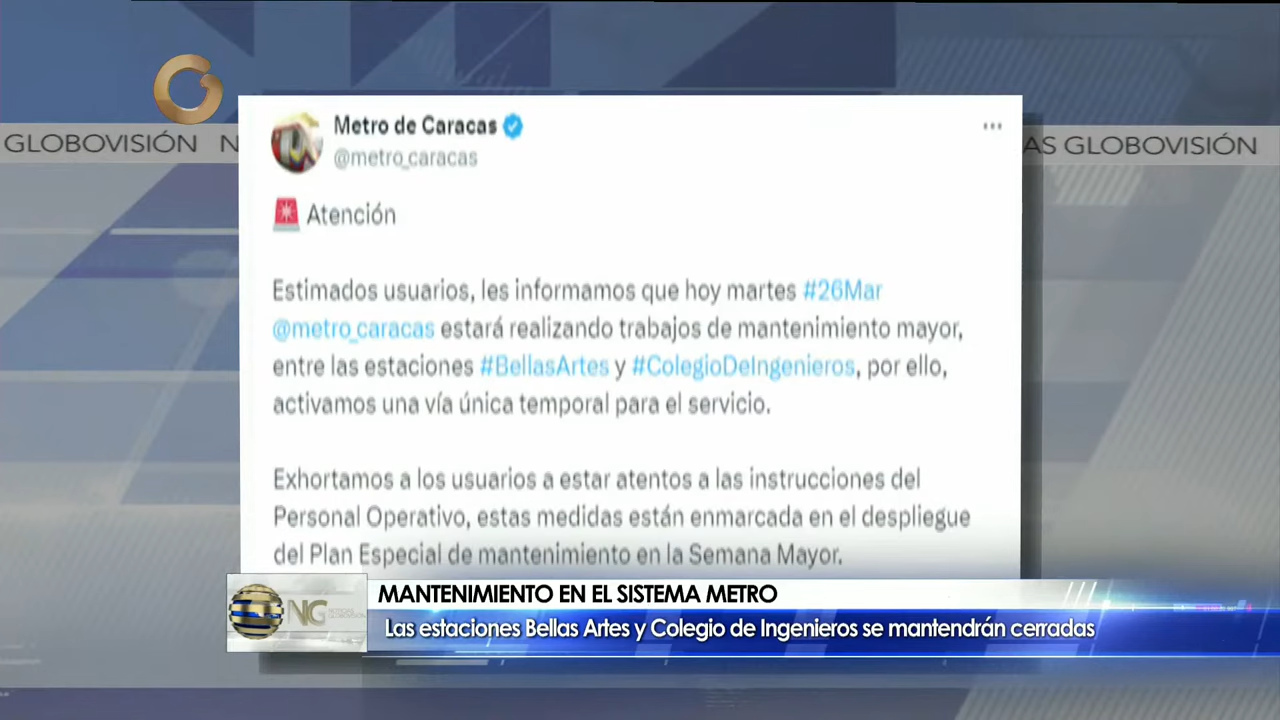 GLOBOVISIÓN N
AS GLOBOVISIÓN
Metro de Caracas
@metro_caracas
Atención
Estimados usuarios, les informamos que hoy martes #26Mar
@metro_caracas estará realizando trabajos de mantenimiento mayor,
entre las estaciones #BellasArtes y #ColegioDeIngenieros, por ello,
activamos una vía única temporal para el servicio.
Exhortamos a los usuarios a estar atentos a las instrucciones del
Personal Operativo, estas medidas están enmarcada en el despliegue
del Plan Especial de mantenimiento en la Semana Mayor.
NG NOTICIAS
GLOBOVISIÓN
MANTENIMIENTO EN EL SISTEMA METRO
Las estaciones Bellas Artes y Colegio de Ingenieros se mantendrán cerradas